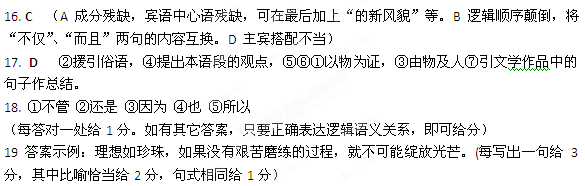 16. C （A 成分残缺，宾语中心语残缺，可在最后加上“的新风貌”等。B 逻辑顺序颠倒，将
“不仅”、“而且”两句的内容互换。D 主宾搭配不当）
17. D ②援引俗语，④提出本语段的观点，⑤⑥①以物为证，③由物及人⑦引文学作品中的
句子作总结。
18. ①不管 ②还是 ③因为 ④也 ⑤所以
（每答对一处给 1 分。如有其它答案，只要正确表达逻辑语义关系，即可给分）
19 答案示例：理想如珍珠，如果没有艰苦磨练的过程，就不可能绽放光芒。(每写出一句给 3
分，其中比喻恰当给 2 分，句式相同给 1 分）